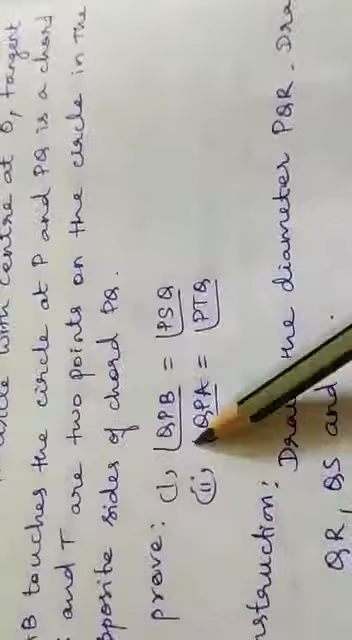 circle with centre at O, tangent
B touches the circle at P and PQ is a chord
and T are two points on the circle in the
opposite sides of chord PQ.
prove: (i), ∠QPB = ∠PSQ
(ii), ∠QPA = ∠PTQ
struction: Draw the diameter PQR. Dra
QR, QS and